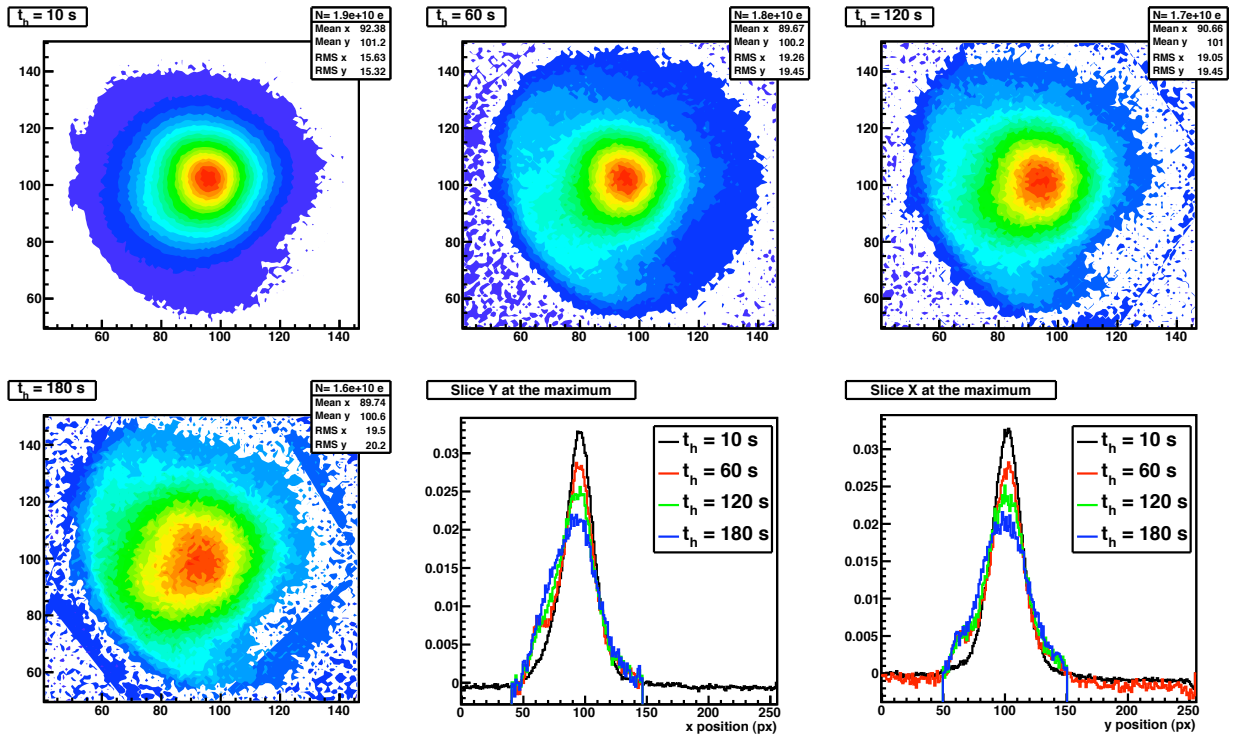 t_h = 10 s
N= 1.9e+10 e
Mean x 92.38
Mean y 101.2
RMS x 15.63
RMS y 15.32
140
120
100
80
60
60 80 100 120 140
t_h = 60 s
N= 1.8e+10 e
Mean x 89.67
Mean y 100.2
RMS x 19.26
RMS y 19.45
140
120
100
80
60
60 80 100 120 140
t_h = 120 s
N= 1.7e+10 e
Mean x 90.66
Mean y 101
RMS x 19.05
RMS y 19.45
140
120
100
80
60
60 80 100 120 140
t_h = 180 s
N= 1.6e+10 e
Mean x 89.74
Mean y 100.6
RMS x 19.5
RMS y 20.2
140
120
100
80
60
60 80 100 120 140
Slice Y at the maximum
t_h = 10 s
t_h = 60 s
t_h = 120 s
t_h = 180 s
0.03
0.025
0.02
0.015
0.01
0.005
0
0 50 100 150 200 250
x position (px)
Slice X at the maximum
t_h = 10 s
t_h = 60 s
t_h = 120 s
t_h = 180 s
0.03
0.025
0.02
0.015
0.01
0.005
0
0 50 100 150 200 250
y position (px)